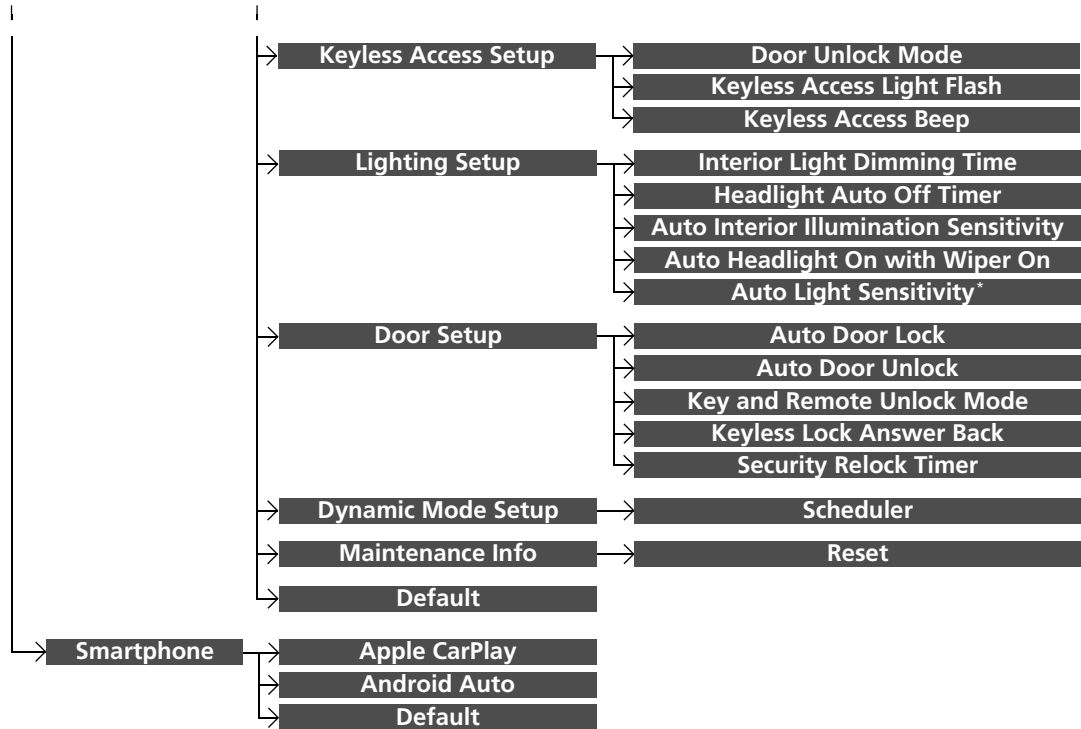 Keyless Access Setup
Door Unlock Mode
Keyless Access Light Flash
Keyless Access Beep
Lighting Setup
Interior Light Dimming Time
Headlight Auto Off Timer
Auto Interior Illumination Sensitivity
Auto Headlight On with Wiper On
Auto Light Sensitivity*
Door Setup
Auto Door Lock
Auto Door Unlock
Key and Remote Unlock Mode
Keyless Lock Answer Back
Security Relock Timer
Dynamic Mode Setup
Scheduler
Maintenance Info
Reset
Default
Smartphone
Apple CarPlay
Android Auto
Default